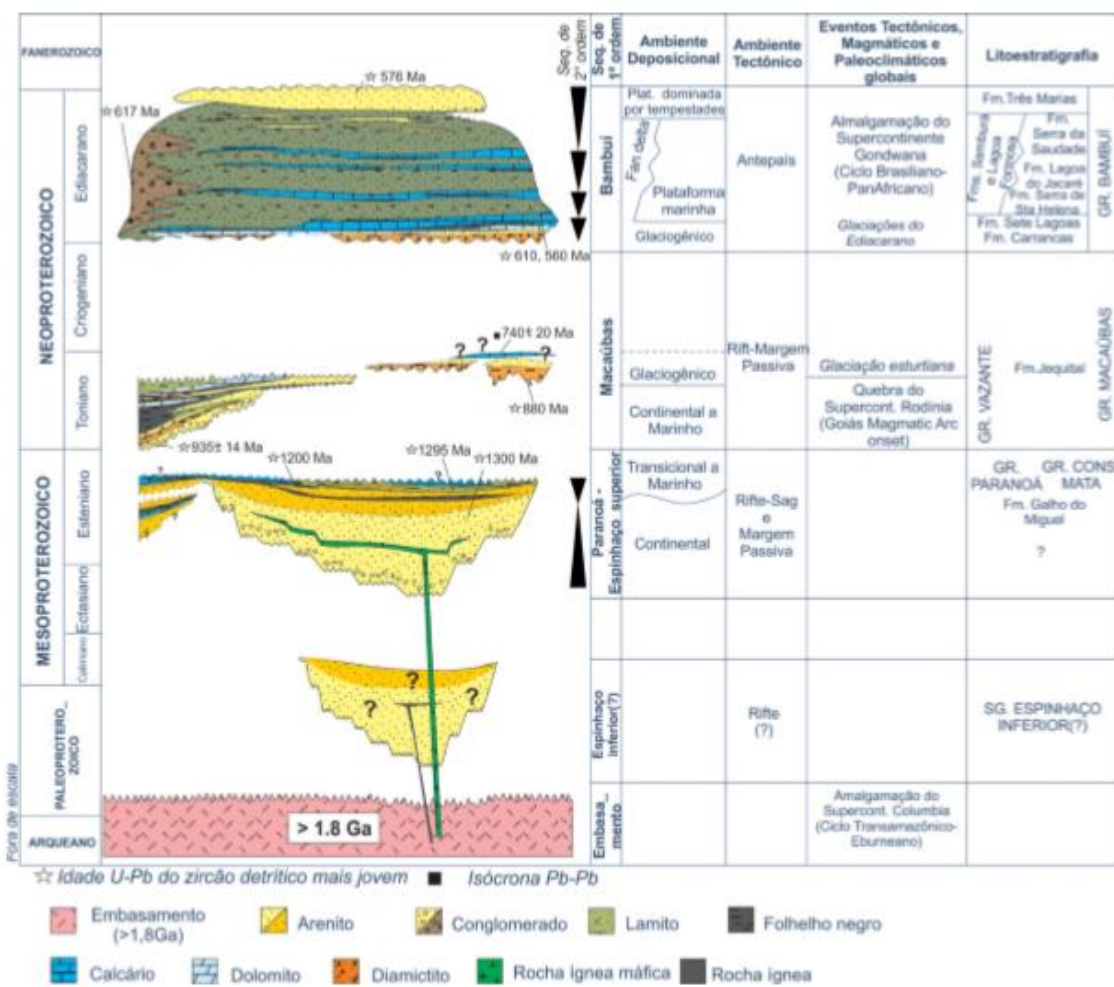 FANEROZOICO
NEOPROTEROZOICO
Ediacarano
Criogeniano
Toniano
MESOPROTEROZOICO
Esteniano
Ectasiano
Calimiano
PALEOPROTERO_
ZOICO
ARQUEANO
Fora de escala
☆ 576 Ma
☆617 Ma
☆ 610, 560 Ma
740± 20 Ma
? ? ?
☆880 Ma
☆935± 14 Ma
☆1200 Ma
☆1295 Ma
☆1300 Ma
?
?
?
? ?
> 1.8 Ga
Seq. de
2ª ordem
Seq. de
1ª ordem
Ambiente
Deposicional
Ambiente
Tectônico
Eventos Tectônicos,
Magmáticos e
Paleoclimáticos
globais
Litoestratigrafia
Bambuí
Plat. dominada
por tempestades
Fan delta
Plataforma
marinha
Glaciogênico
Antepaís
Almalgamação do
Supercontinente
Gondwana
(Ciclo Brasiliano-
PanAfricano)
Glaciações do
Ediacarano
Fm. Três Marias
Fms. Samburá
e Lagoa
Formosa
Fm.
Serra da
Saudade
Fm. Lagoa
do Jacaré
Fm. Serra de
Sta Helena
Fm. Sete Lagoas
Fm. Carrancas
GR. BAMBUÍ
Macaúbas
Glaciogênico
Continental a
Marinho
Rift-Margem
Passiva
Glaciação esturtiana
Quebra do
Supercont. Rodínia
(Goiás Magmatic Arc
onset)
GR. VAZANTE
Fm.Jequitaí
GR. MACAÚBAS
Paranoá -
Espinhaço superior
Transicional a
Marinho
Continental
Rifte-Sag
e
Margem
Passiva
GR. PARANOÁ
GR. CONS
MATA
Fm. Galho do
Miguel
?
Espinhaço
inferior(?)
Rifte
(?)
SG. ESPINHAÇO
INFERIOR(?)
Embasa_
mento
Amalgamação do
Supercont. Columbia
(Ciclo Transamazônico-
Eburneano)
☆ Idade U-Pb do zircão detrítico mais jovem ■ Isócrona Pb-Pb
Embasamento
(>1,8Ga)
Arenito
Conglomerado
Lamito
Folhelho negro
Calcário
Dolomito
Diamictito
Rocha ígnea máfica
Rocha ígnea